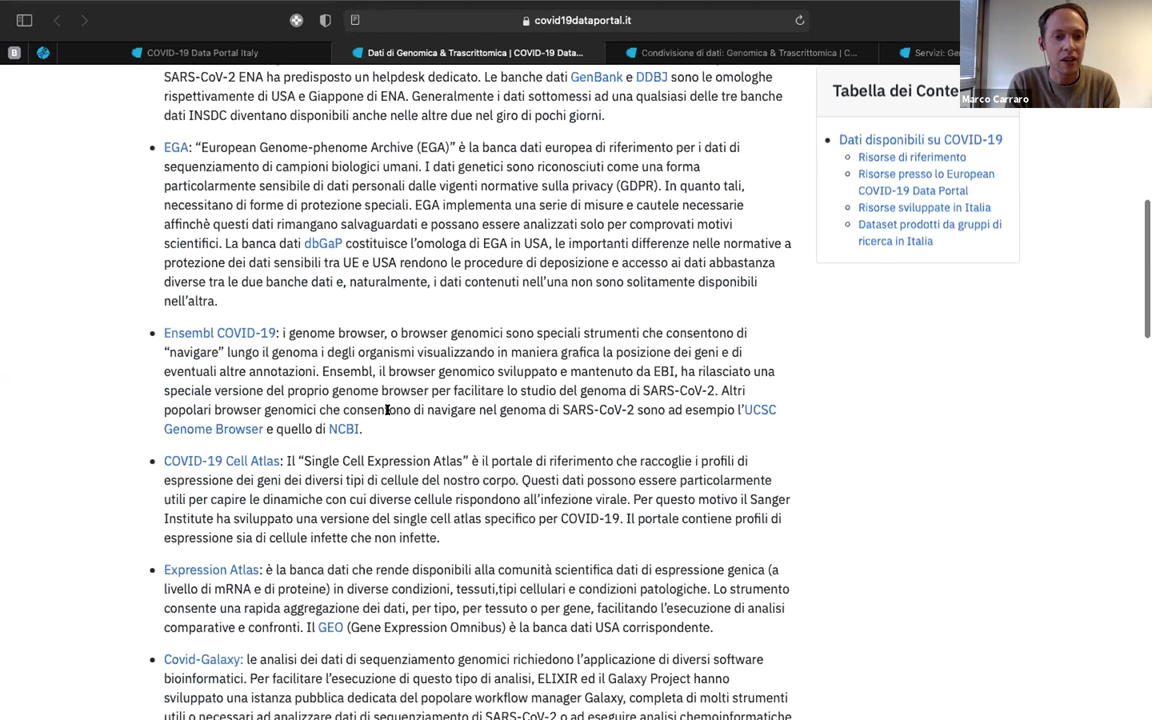 covid19dataportal.it
B
COVID-19 Data Portal Italy
Dati di Genomica & Trascrittomica | COVID-19 Data...
Condivisione di dati: Genomica & Trascrittomica | C...
Servizi: Ge
Marco Carraro
SARS-CoV-2 ENA ha predisposto un helpdesk dedicato. Le banche dati GenBank e DDBJ sono le omologhe
rispettivamente di USA e Giappone di ENA. Generalmente i dati sottomessi ad una qualsiasi delle tre banche
dati INSDC diventano disponibili anche nelle altre due nel giro di pochi giorni.
EGA: “European Genome-phenome Archive (EGA)” è la banca dati europea di riferimento per i dati di
sequenziamento di campioni biologici umani. I dati genetici sono riconosciuti come una forma
particolarmente sensibile di dati personali dalle vigenti normative sulla privacy (GDPR). In quanto tali,
necessitano di forme di protezione speciali. EGA implementa una serie di misure e cautele necessarie
affinchè questi dati rimangano salvaguardati e possano essere analizzati solo per comprovati motivi
scientifici. La banca dati dbGaP costituisce l’omologa di EGA in USA, le importanti differenze nelle normative a
protezione dei dati sensibili tra UE e USA rendono le procedure di deposizione e accesso ai dati abbastanza
diverse tra le due banche dati e, naturalmente, i dati contenuti nell’una non sono solitamente disponibili
nell’altra.
Ensembl COVID-19: i genome browser, o browser genomici sono speciali strumenti che consentono di
“navigare” lungo il genoma i degli organismi visualizzando in maniera grafica la posizione dei geni e di
eventuali altre annotazioni. Ensembl, il browser genomico sviluppato e mantenuto da EBI, ha rilasciato una
speciale versione del proprio genome browser per facilitare lo studio del genoma di SARS-CoV-2. Altri
popolari browser genomici che consentono di navigare nel genoma di SARS-CoV-2 sono ad esempio l’UCSC
Genome Browser e quello di NCBI.
COVID-19 Cell Atlas: Il “Single Cell Expression Atlas” è il portale di riferimento che raccoglie i profili di
espressione dei geni dei diversi tipi di cellule del nostro corpo. Questi dati possono essere particolarmente
utili per capire le dinamiche con cui diverse cellule rispondono all’infezione virale. Per questo motivo il Sanger
Institute ha sviluppato una versione del single cell atlas specifico per COVID-19. Il portale contiene profili di
espressione sia di cellule infette che non infette.
Expression Atlas: è la banca dati che rende disponibili alla comunità scientifica dati di espressione genica (a
livello di mRNA e di proteine) in diverse condizioni, tessuti,tipi cellulari e condizioni patologiche. Lo strumento
consente una rapida aggregazione dei dati, per tipo, per tessuto o per gene, facilitando l’esecuzione di analisi
comparative e confronti. Il GEO (Gene Expression Omnibus) è la banca dati USA corrispondente.
Covid-Galaxy: le analisi dei dati di sequenziamento genomici richiedono l’applicazione di diversi software
bioinformatici. Per facilitare l’esecuzione di questo tipo di analisi, ELIXIR ed il Galaxy Project hanno
sviluppato una istanza pubblica dedicata del popolare workflow manager Galaxy, completa di molti strumenti
utili o necessari ad analizzare dati di sequenziamento di SARS-CoV-2 o ad eseguire analisi chemioinformatiche
Tabella dei Conte
Dati disponibili su COVID-19
Risorse di riferimento
Risorse presso lo European
COVID-19 Data Portal
Risorse sviluppate in Italia
Dataset prodotti da gruppi di
ricerca in Italia